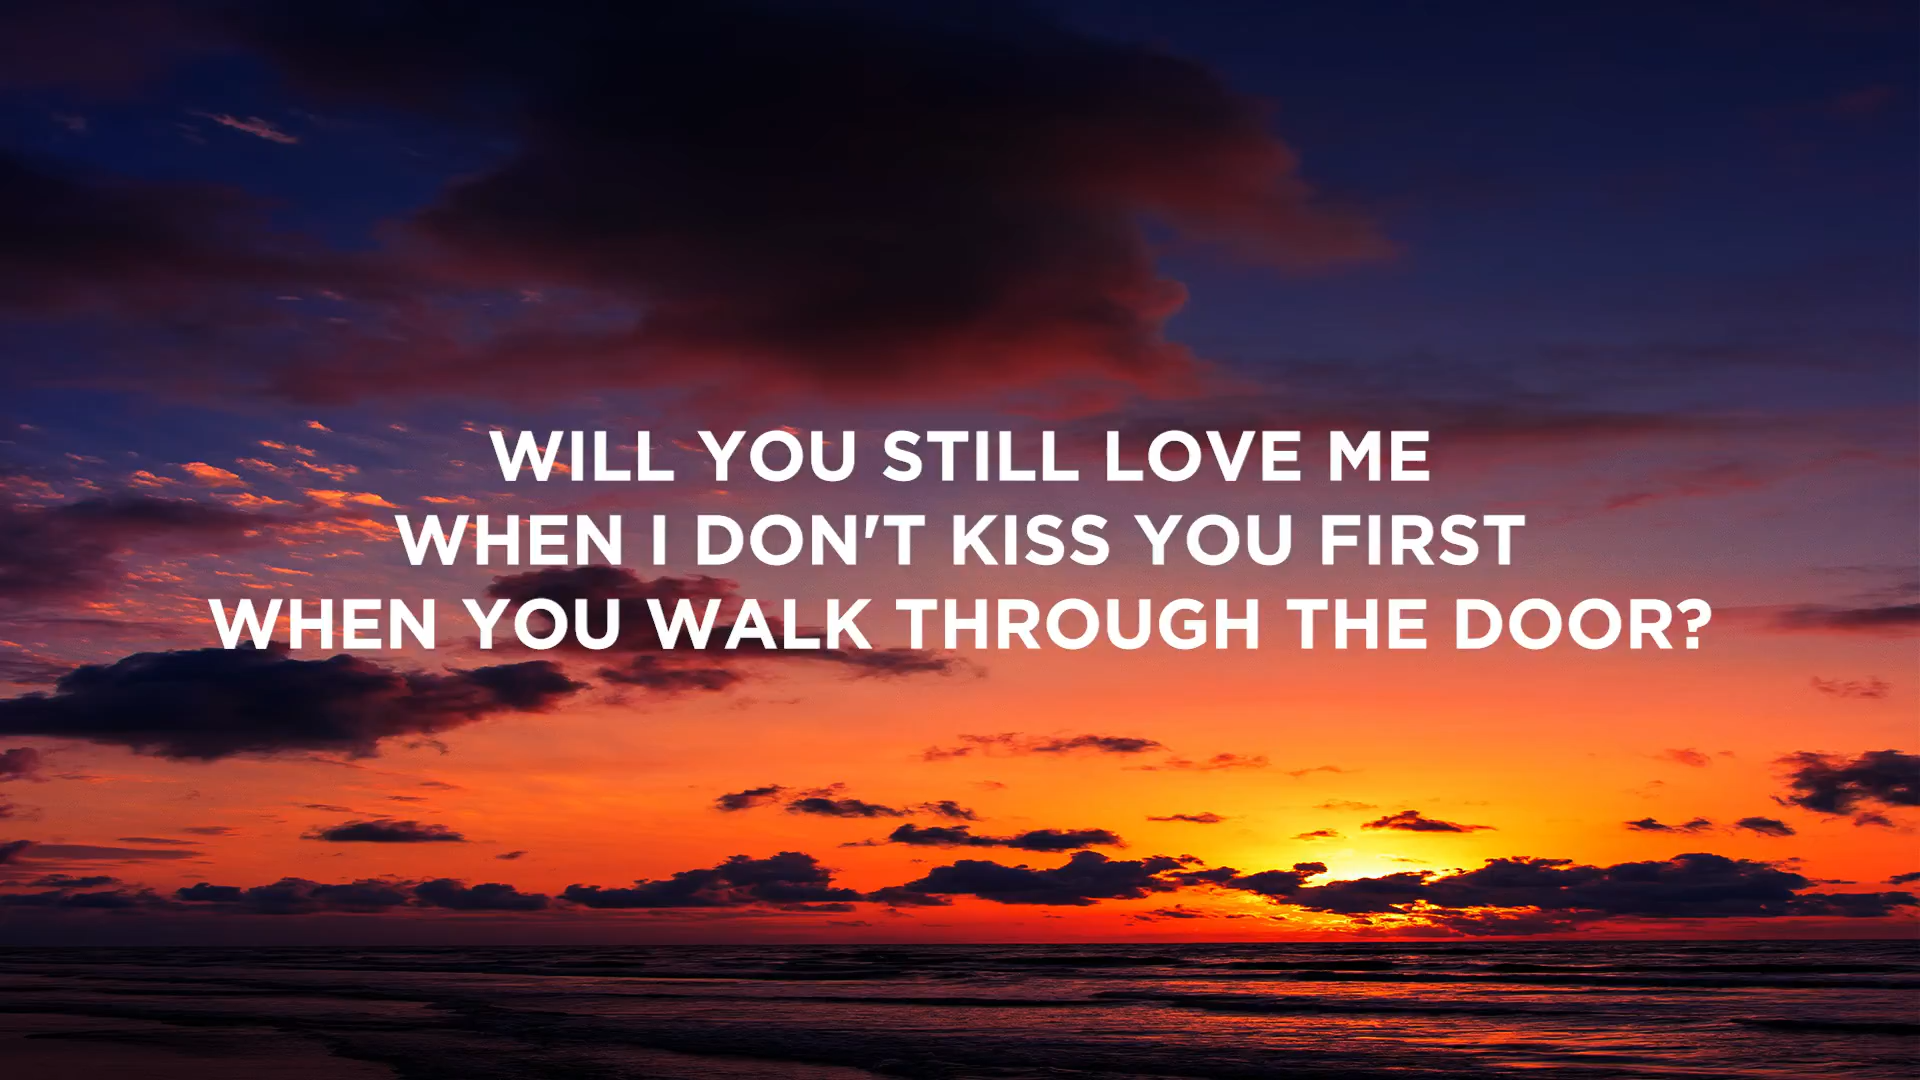 WILL YOU STILL LOVE ME
WHEN I DON'T KISS YOU FIRST
WHEN YOU WALK THROUGH THE DOOR?